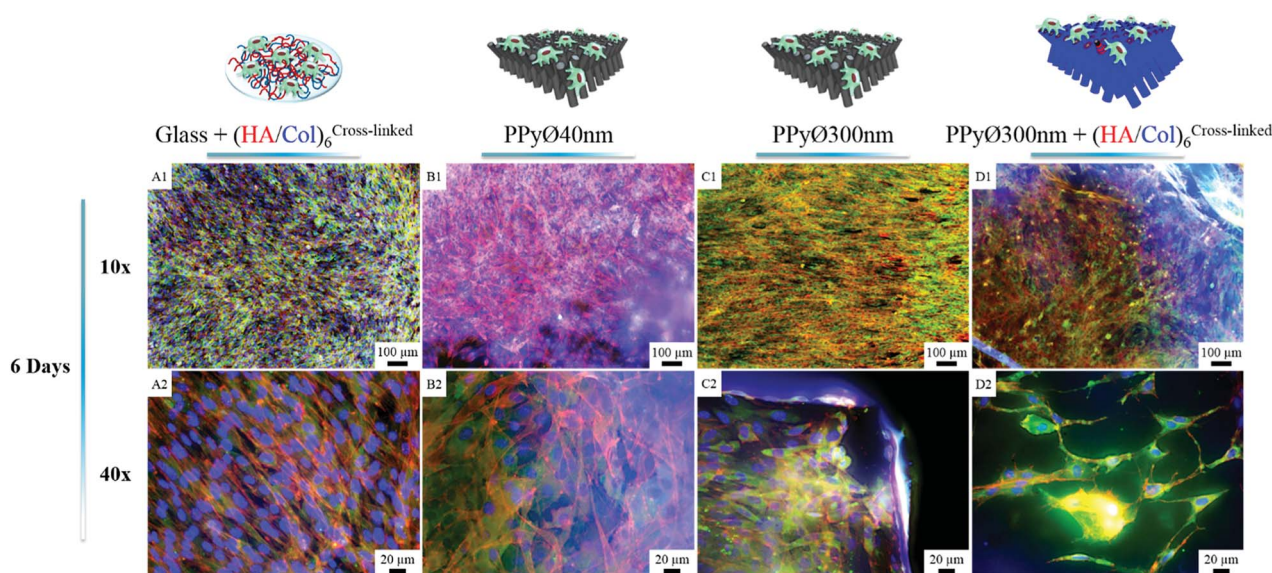 Glass + (HA/Col)₆Cross-linked
PPyØ40nm
PPyØ300nm
PPyØ300nm + (HA/Col)₆Cross-linked
6 Days
10x
A1
100 µm
B1
100 µm
C1
100 µm
D1
100 µm
40x
A2
20 µm
B2
20 µm
C2
20 µm
D2
20 µm